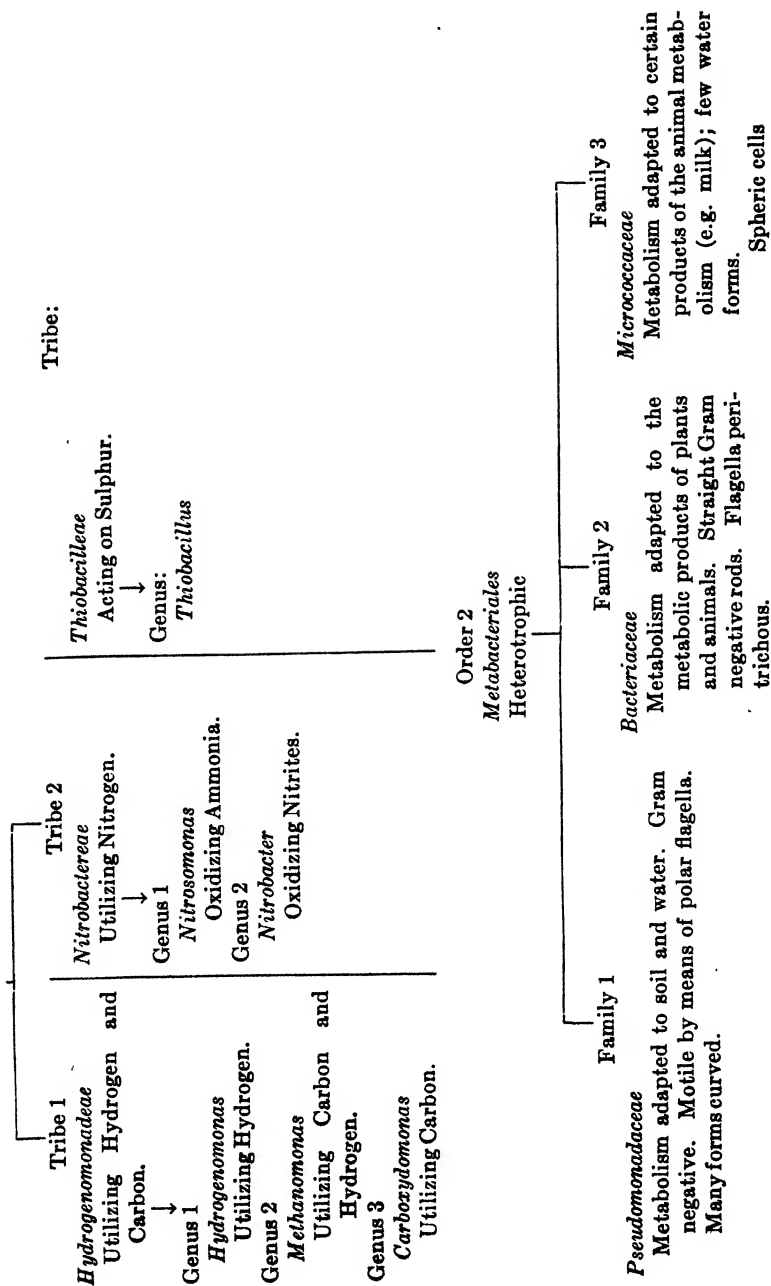 Tribe 1
Hydrogenomonadeae
Utilizing Hydrogen and
Carbon.
Genus 1
Hydrogenomonas
Utilizing Hydrogen.
Genus 2
Methanomonas
Utilizing Carbon and
Hydrogen.
Genus 3
Carboxydomonas
Utilizing Carbon.
Tribe 2
Nitrobactereae
Utilizing Nitrogen.
Genus 1
Nitrosomonas
Oxidizing Ammonia.
Genus 2
Nitrobacter
Oxidizing Nitrites.
Tribe:
Thiobacilleae
Acting on Sulphur.
Genus:
Thiobacillus
Order 2
Metabacteriales
Heterotrophic
Family 1
Pseudomonadaceae
Metabolism adapted to soil and water. Gram
negative. Motile by means of polar flagella.
Many forms curved.
Family 2
Bacteriaceae
Metabolism adapted to the
metabolic products of plants
and animals. Straight Gram
negative rods. Flagella peri-
trichous.
Family 3
Micrococcaceae
Metabolism adapted to certain
products of the animal metab-
olism (e.g. milk); few water
forms.
Spheric cells